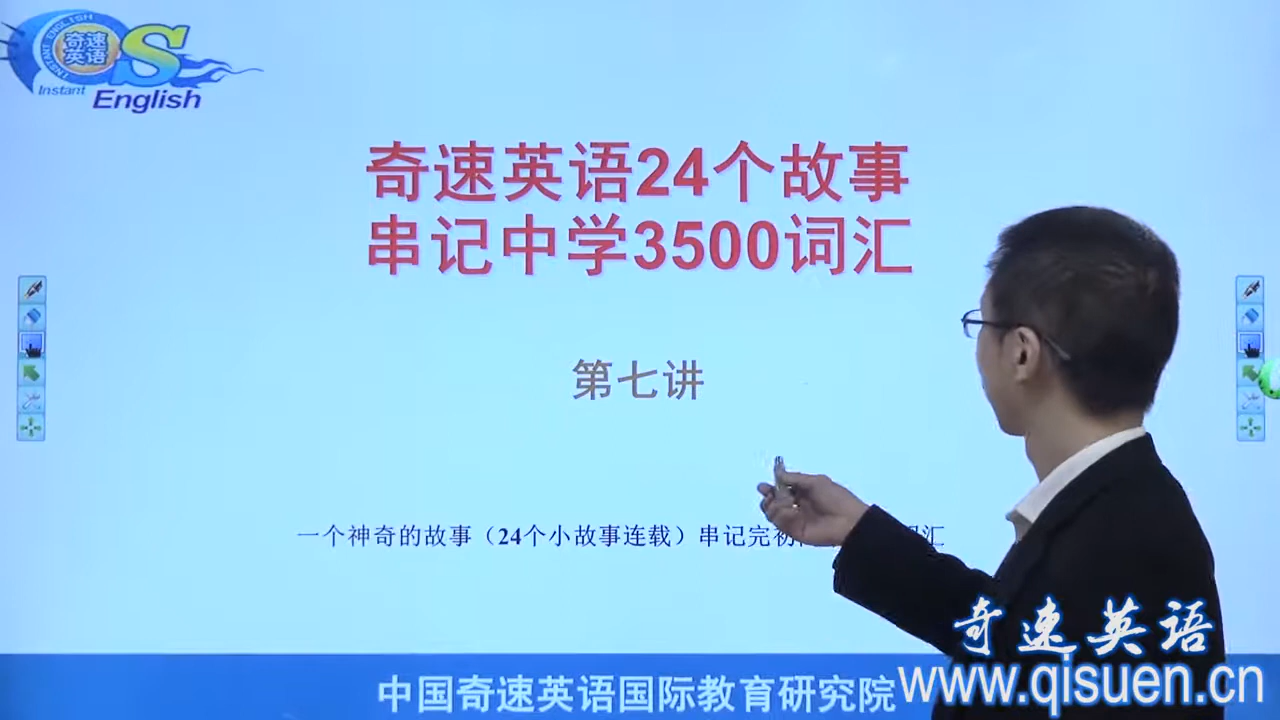 奇速英语
INSTANT ENGLISH
QS
Instant
English
奇速英语24个故事
串记中学3500词汇
第七讲
一个神奇的故事（24个小故事连载）串记完初
汇
奇速英语
www.qisuen.cn
中国奇速英语国际教育研究院